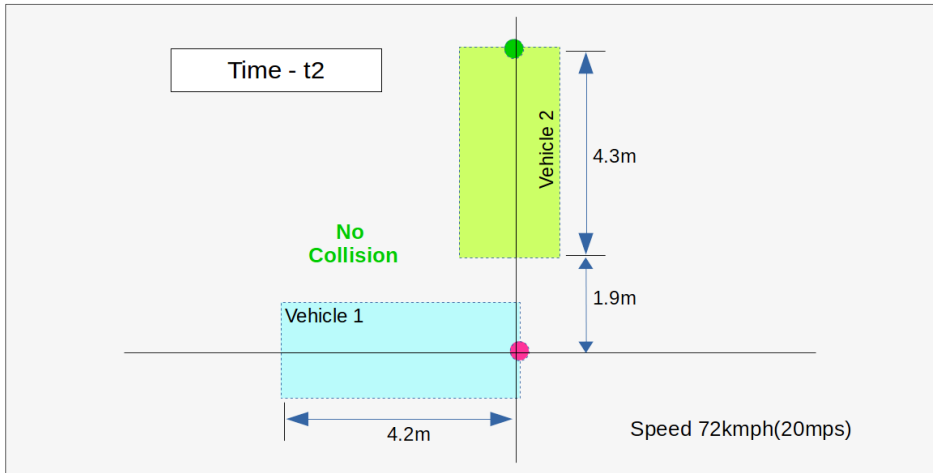 Time - t2
Vehicle 2
4.3m
No
Collision
1.9m
Vehicle 1
4.2m
Speed 72kmph(20mps)